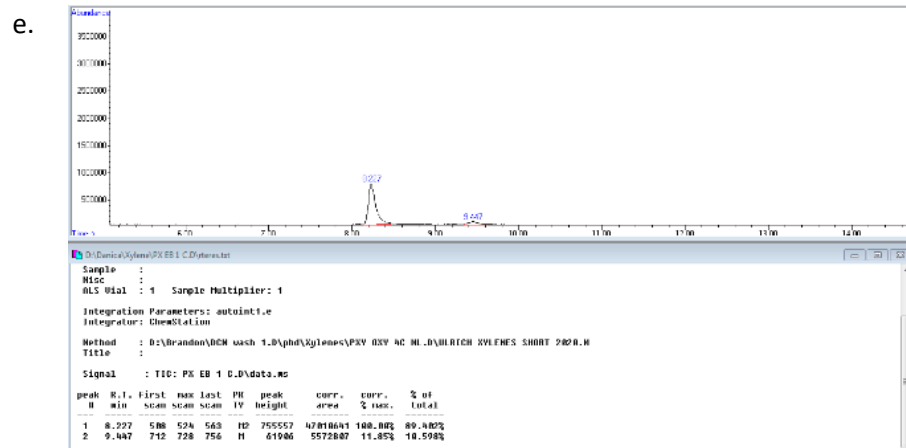 e.
Abundance
3500000
3000000
2500000
2000000
1500000
1000000
500000
8.227
9.447
6.00 7.00 8.00 9.00 10.00 11.00 12.00 13.00 14.00
Sample :
Misc :
ALS Vial : 1 Sample Multiplier: 1
Integration Parameters: autoint1.e
Integrator: ChemStation
Method : D:\Brandon\DCM wash 1.D\phd\Xylenes\PXY OXY 4C ML.D\ULRICH XYLENES SHORT 2020.M
Title :
Signal : TIC: PX EB 1 C.D\data.ms
peak R.T. first max last PK peak corr. corr. % of
# min scan scan scan TY height area % max. total
1 8.227 508 524 563 M2 755557 47010641 100.00% 89.402%
2 9.447 712 728 756 M 61906 5572807 11.85% 10.598%